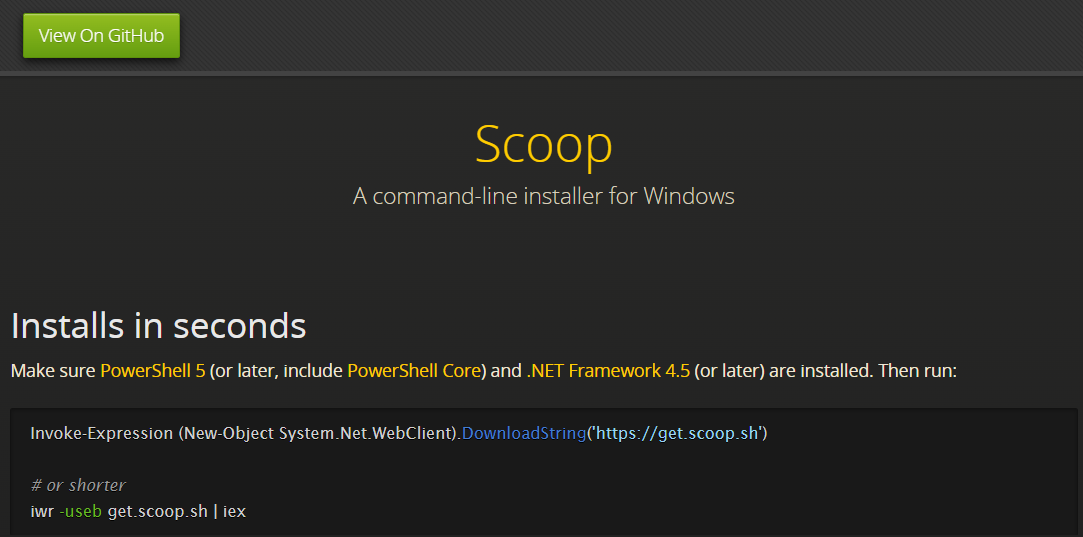 View On GitHub
Scoop
A command-line installer for Windows
Installs in seconds
Make sure PowerShell 5 (or later, include PowerShell Core) and .NET Framework 4.5 (or later) are installed. Then run:
Invoke-Expression (New-Object System.Net.WebClient).DownloadString('https://get.scoop.sh')
# or shorter
iwr -useb get.scoop.sh | iex